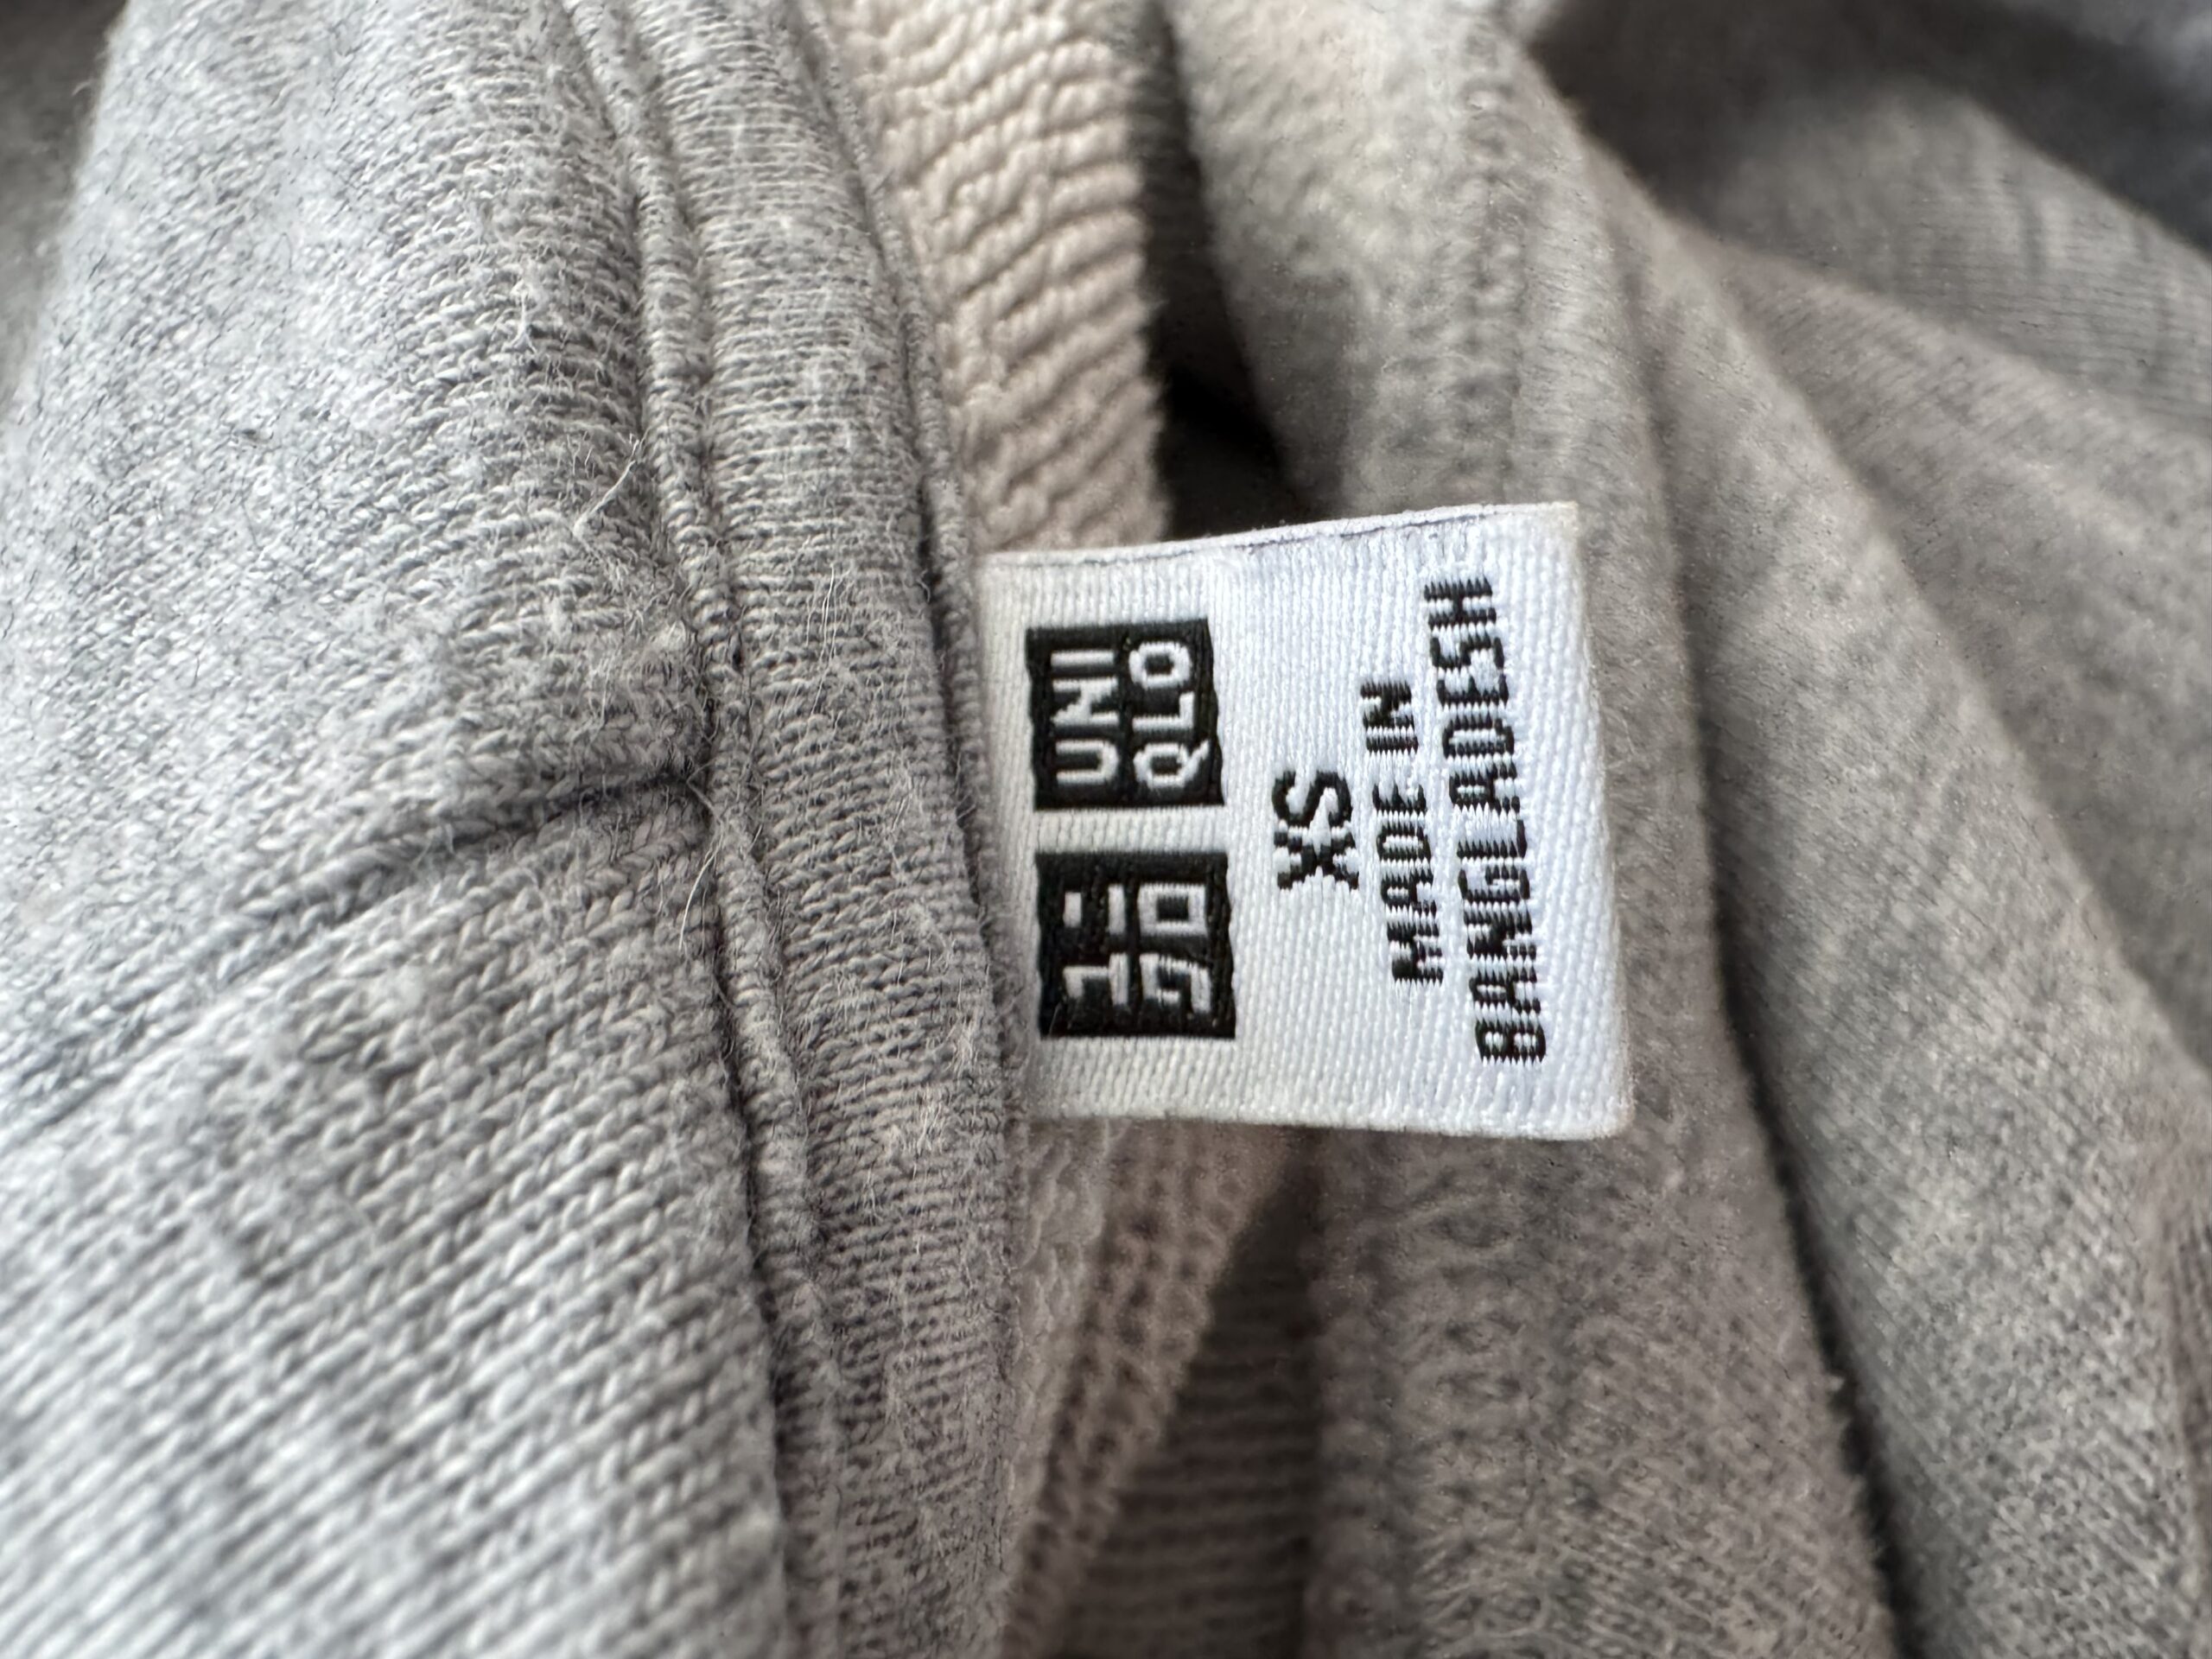 ユニ
クロ
UNI
QLO
XS
MADE IN
BANGLADESH